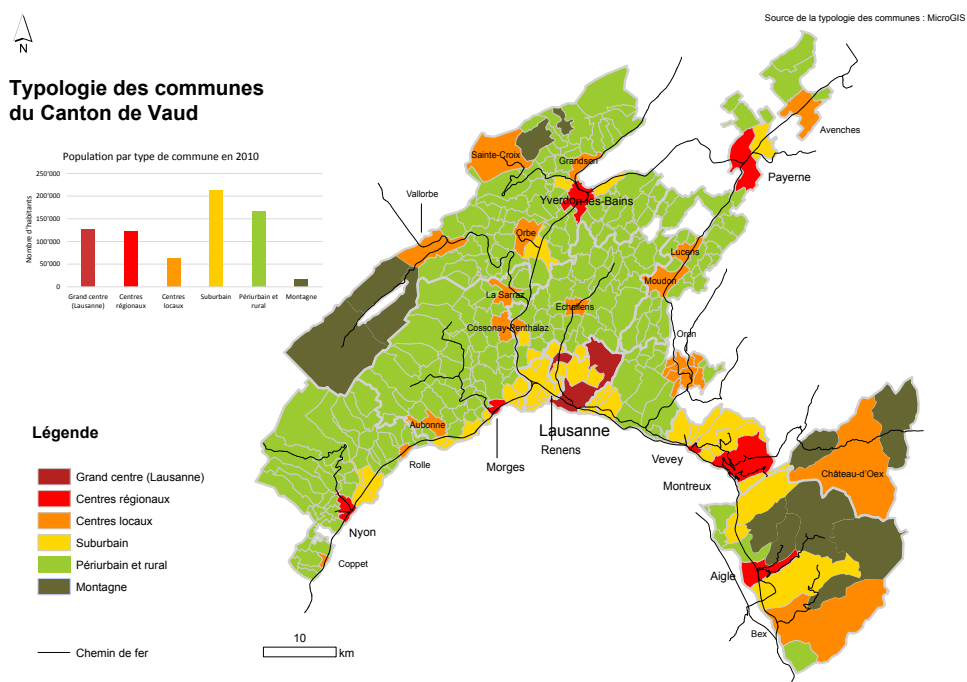 Source de la typologie des communes : MicroGIS
N
Typologie des communes
du Canton de Vaud
Population par type de commune en 2010
Nombre d'habitants
250'000
200'000
150'000
100'000
50'000
0
Grand centre
(Lausanne)
Centres
régionaux
Centres
locaux
Suburbain
Périurbain et
rural
Montagne
Avenches
Sainte-Croix
Grandson
Payerne
Vallorbe
Yverdon-les-Bains
Orbe
Lucens
Moudon
La Sarraz
Echallens
Cossonay-Penthalaz
Oron
Aubonne
Lausanne
Rolle
Morges
Renens
Vevey
Montreux
Château-d'Oex
Nyon
Coppet
Aigle
Bex
Légende
Grand centre (Lausanne)
Centres régionaux
Centres locaux
Suburbain
Périurbain et rural
Montagne
Chemin de fer
10
km